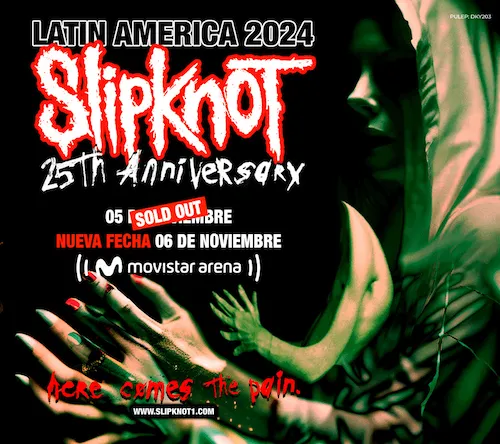 PULEP: DKY203
LATIN AMERICA 2024
SlipKnoT
25Th AnniverSary
05 SOLD OUT
NUEVA FECHA 06 DE NOVIEMBRE
movistar arena
here comes the pain.
WWW.SLIPKNOT1.COM